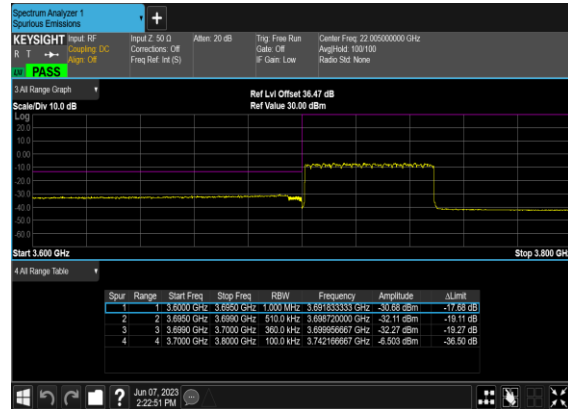 Spectrum Analyzer 1
Spurious Emissions
+
KEYSIGHT Input: RF
R T Coupling: DC
Align: Off
Input Z: 50 Ω
Corrections: Off
Freq Ref: Int (S)
Atten: 20 dB
Trig: Free Run
Gate: Off
IF Gain: Low
Center Freq: 22.005000000 GHz
Avg|Hold: 100/100
Radio Std: None
PASS
3 All Range Graph
Ref Lvl Offset 36.47 dB
Scale/Div 10.0 dB
Ref Value 30.00 dBm
Log
20.0
10.0
0.00
-10.0
-20.0
-30.0
-40.0
-50.0
-60.0
Start 3.600 GHz
Stop 3.800 GHz
4 All Range Table
Spur Range Start Freq Stop Freq RBW Frequency Amplitude ΔLimit
1 1 3.6000 GHz 3.6950 GHz 1.000 MHz 3.691833333 GHz -30.68 dBm -17.68 dB
2 2 3.6950 GHz 3.6990 GHz 510.0 kHz 3.698720000 GHz -32.11 dBm -19.11 dB
3 3 3.6990 GHz 3.7000 GHz 360.0 kHz 3.699956667 GHz -32.27 dBm -19.27 dB
4 4 3.7000 GHz 3.8000 GHz 100.0 kHz 3.742166667 GHz -6.503 dBm -36.50 dB
? Jun 07, 2023
2:22:51 PM